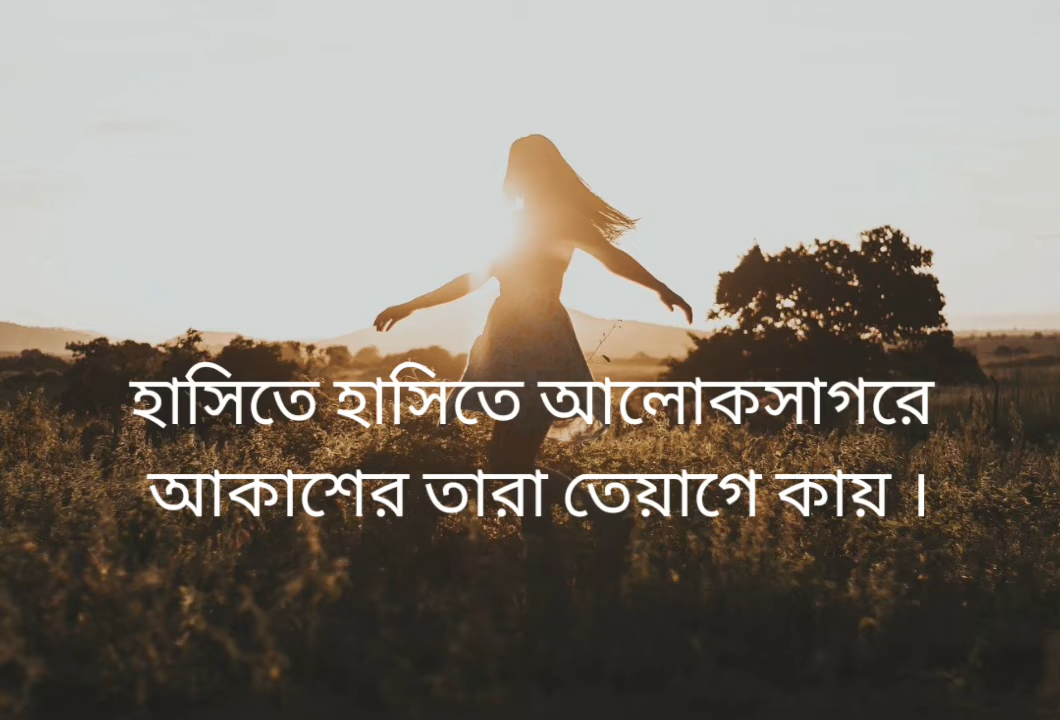 হাসিতে হাসিতে আলোকসাগরে
আকাশের তারা তেয়াগে কায় ।